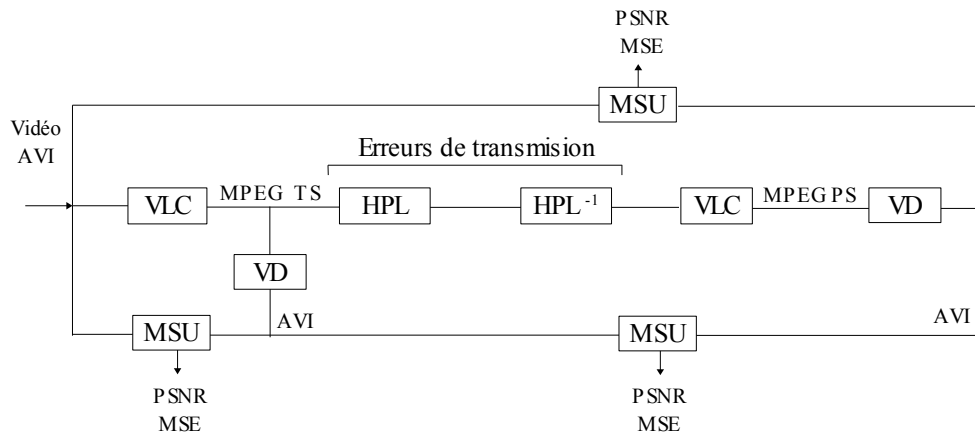 PSNR
MSE
MSU
Vidéo
AVI
Erreurs de transmision
VLC
MPEG TS
HPL
HPL⁻¹
VLC
MPEG PS
VD
VD
MSU
AVI
MSU
AVI
PSNR
MSE
PSNR
MSE